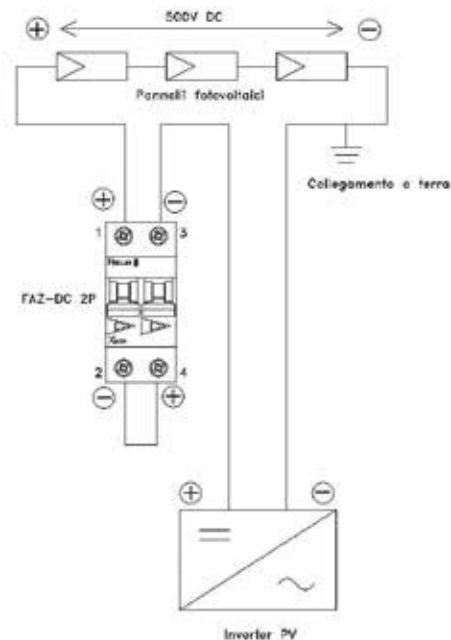 500V DC
+ −
Pannelli fotovoltaici
Collegamento a terra
+ −
1 3
FAZ-DC 2P
2 4
− +
+ −
Inverter PV